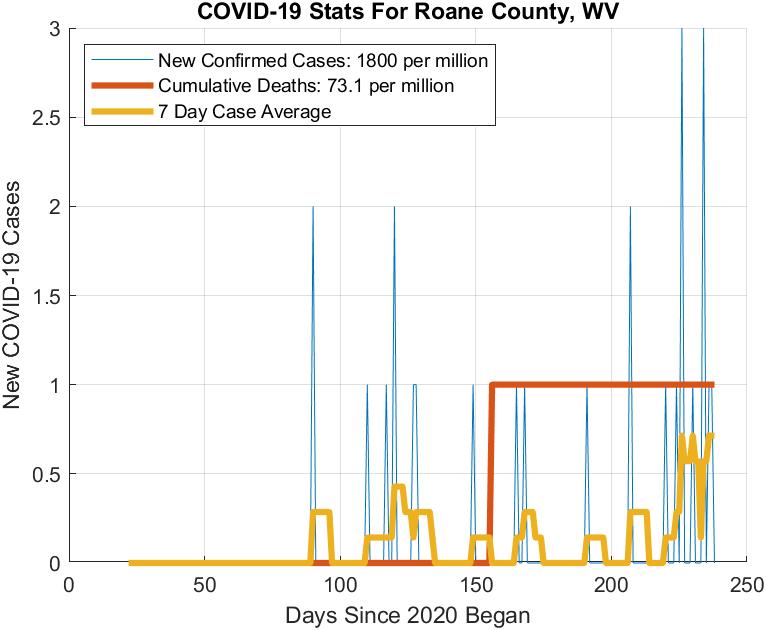 COVID-19 Stats For Roane County, WV
New Confirmed Cases: 1800 per million
Cumulative Deaths: 73.1 per million
7 Day Case Average
New COVID-19 Cases
3
2.5
2
1.5
1
0.5
0
0 50 100 150 200 250
Days Since 2020 Began